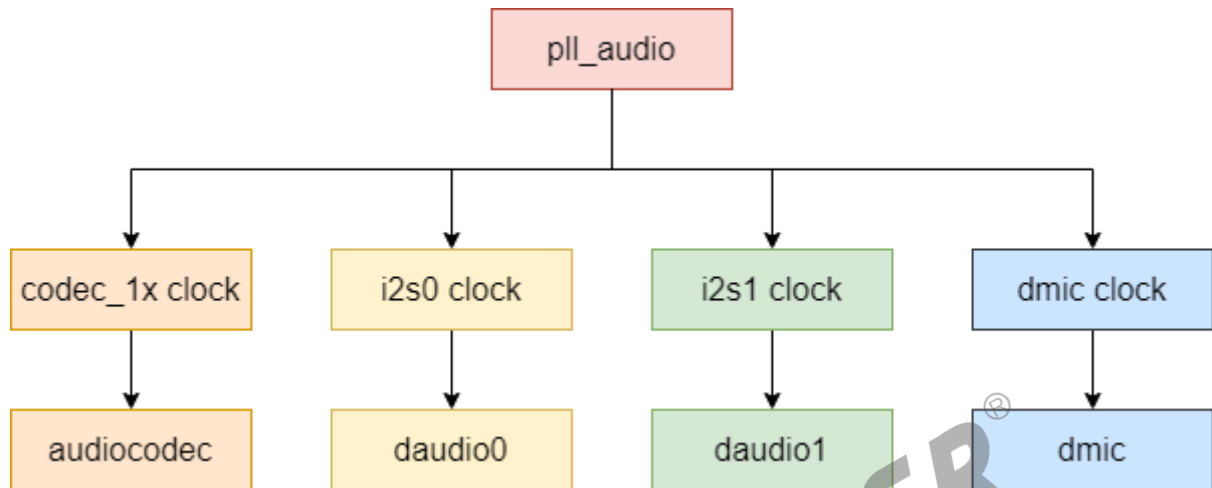 pll_audio
codec_1x clock
i2s0 clock
i2s1 clock
dmic clock
audiocodec
daudio0
daudio1
dmic
®